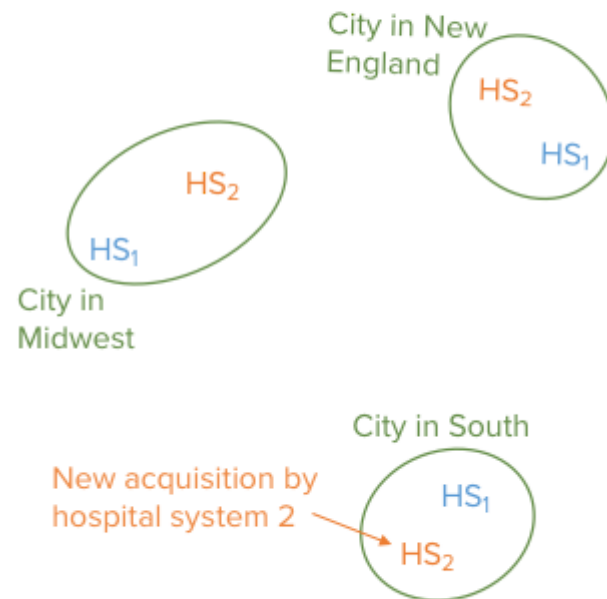 City in New
England
HS₂
HS₁
HS₂
HS₁
City in
Midwest
City in South
New acquisition by
hospital system 2
HS₁
HS₂